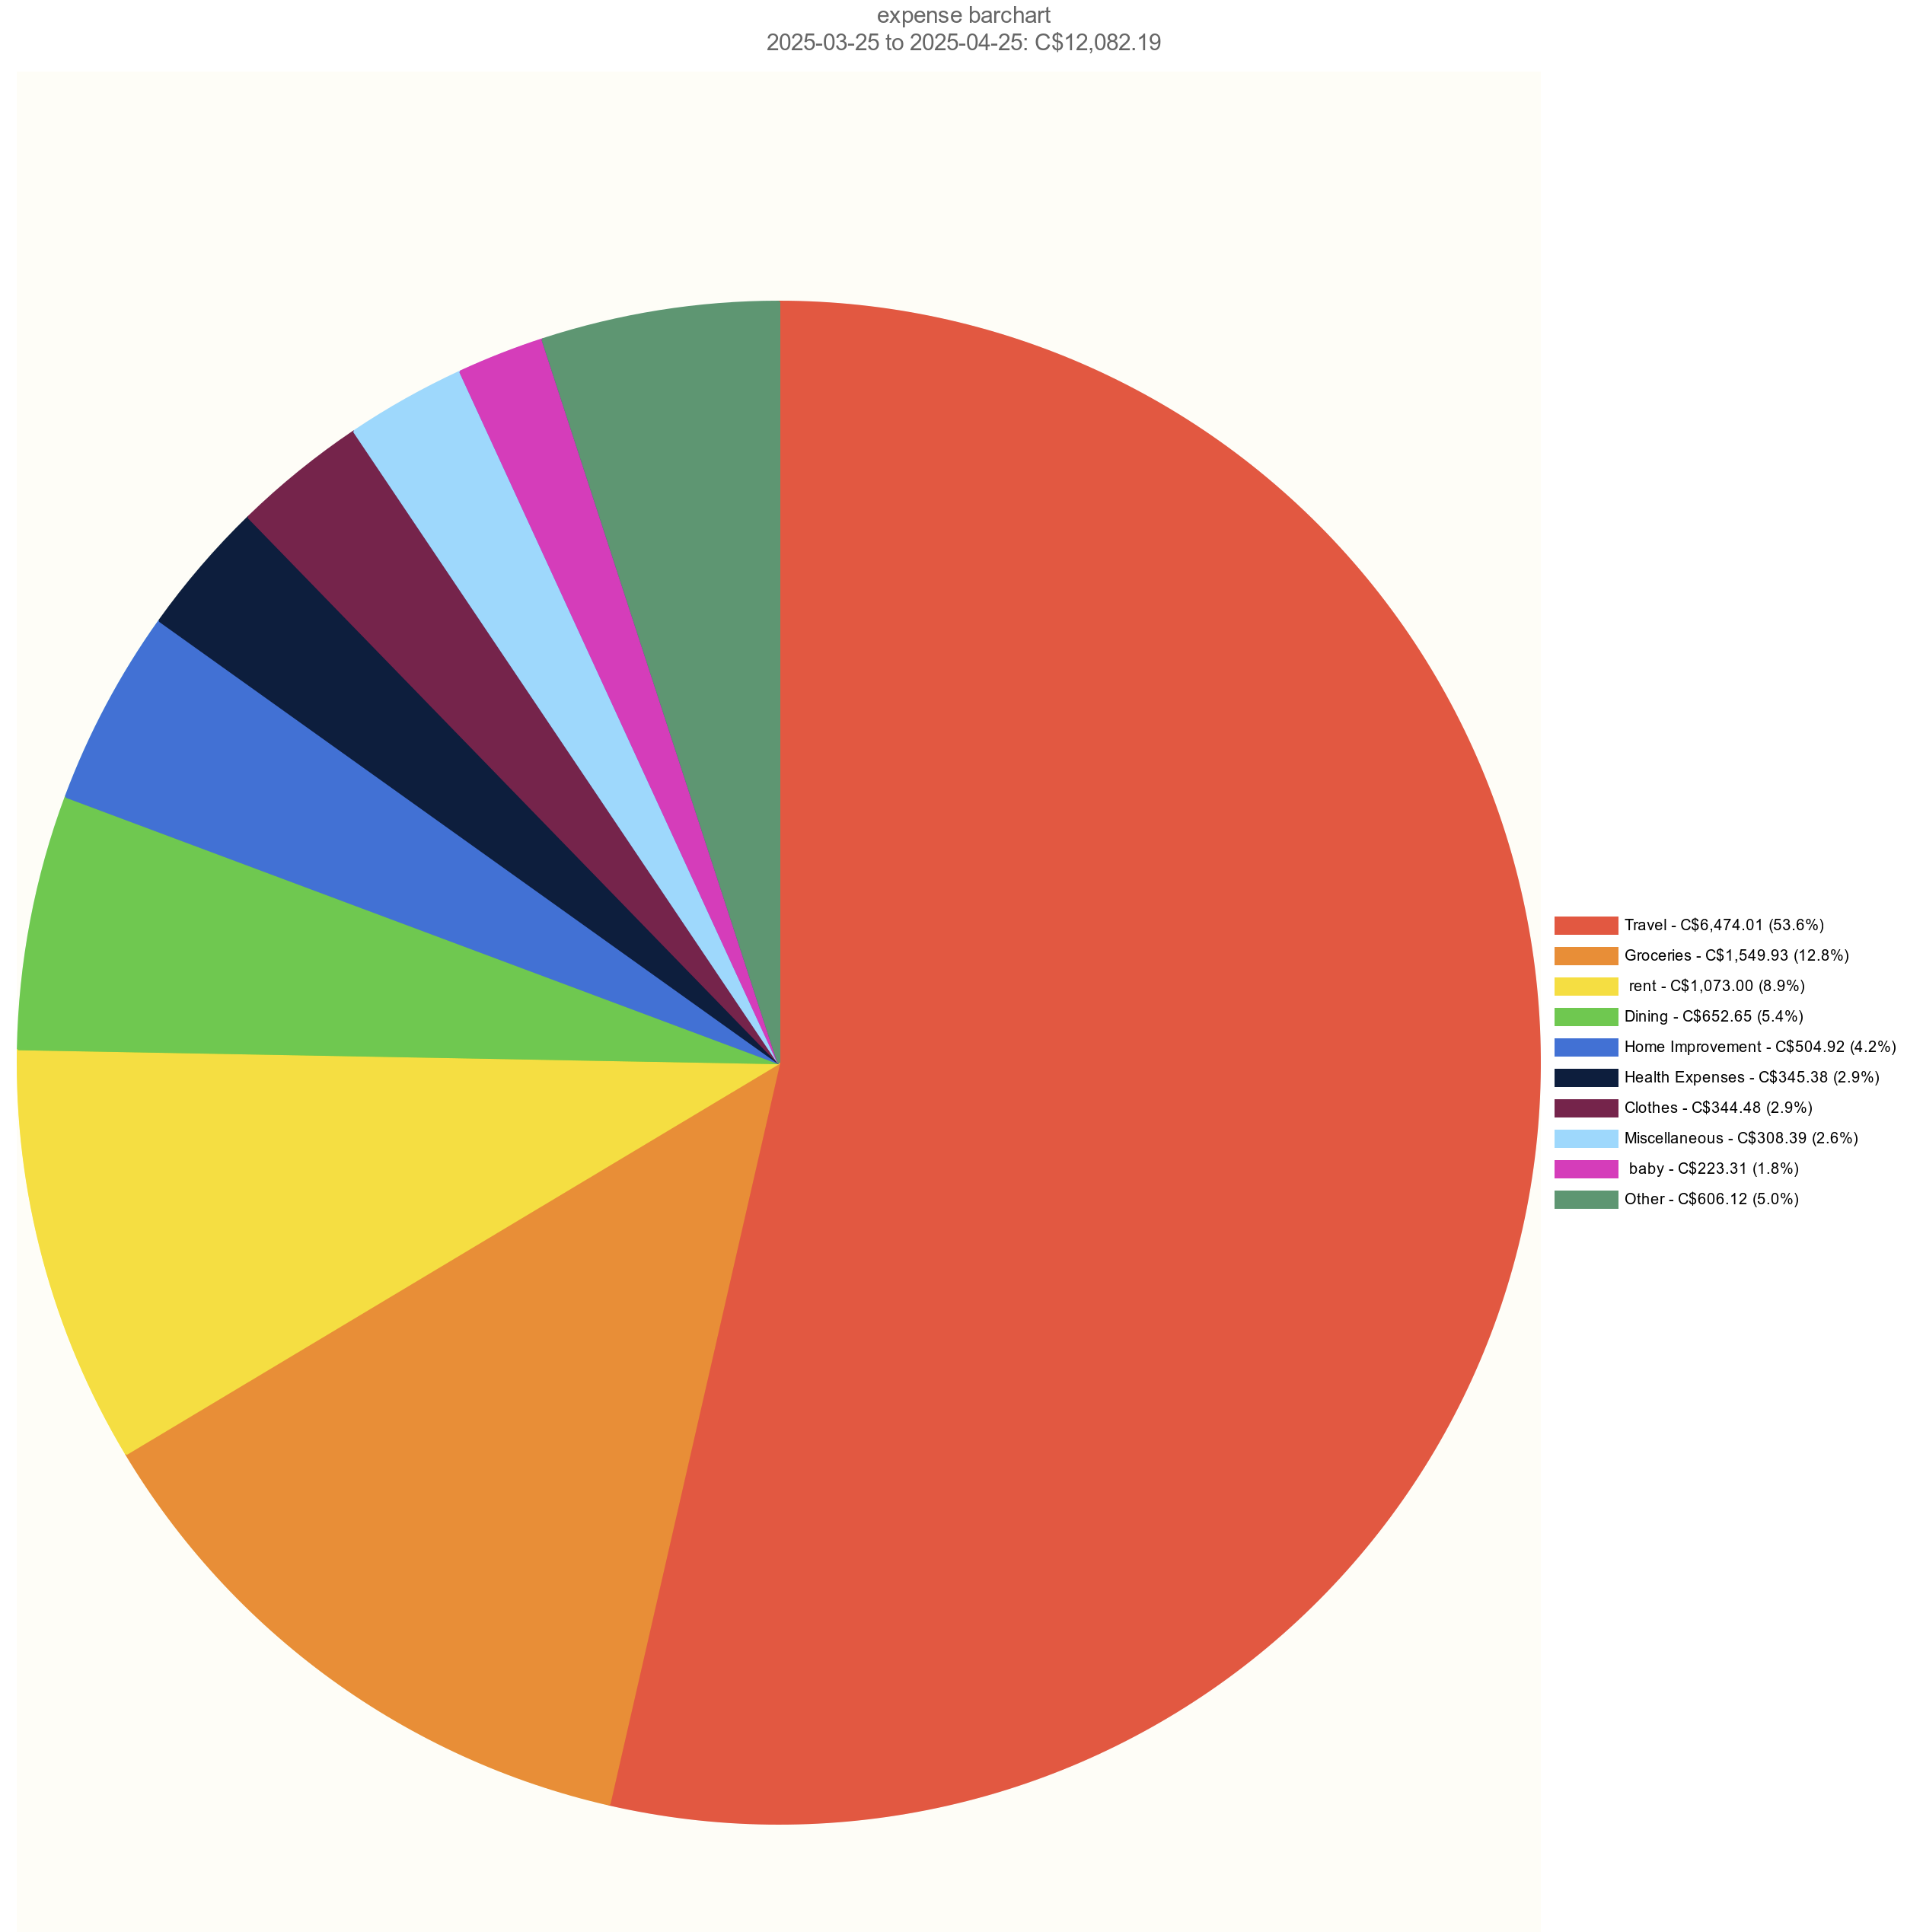 expense barchart
2025-03-25 to 2025-04-25: C$12,082.19
Travel - C$6,474.01 (53.6%)
Groceries - C$1,549.93 (12.8%)
rent - C$1,073.00 (8.9%)
Dining - C$652.65 (5.4%)
Home Improvement - C$504.92 (4.2%)
Health Expenses - C$345.38 (2.9%)
Clothes - C$344.48 (2.9%)
Miscellaneous - C$308.39 (2.6%)
baby - C$223.31 (1.8%)
Other - C$606.12 (5.0%)